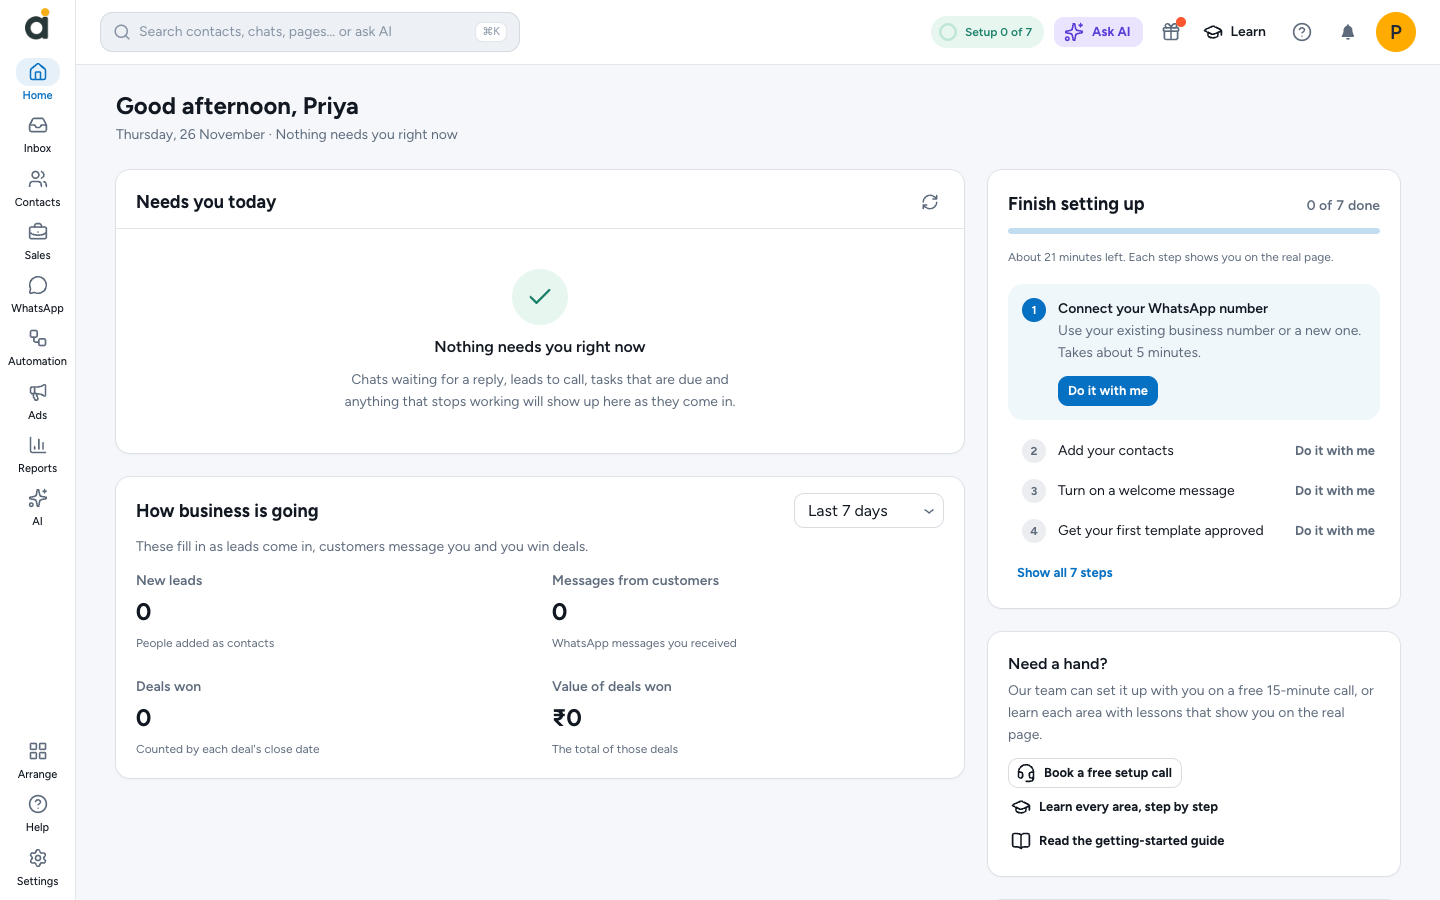 Search contacts, chats, pages... or ask AI
⌘K
Setup 0 of 7
Ask AI
Learn
P
Home
Inbox
Contacts
Sales
WhatsApp
Automation
Ads
Reports
AI
Arrange
Help
Settings
Good afternoon, Priya
Thursday, 26 November · Nothing needs you right now
Needs you today
Nothing needs you right now
Chats waiting for a reply, leads to call, tasks that are due and
anything that stops working will show up here as they come in.
How business is going
Last 7 days
These fill in as leads come in, customers message you and you win deals.
New leads
0
People added as contacts
Messages from customers
0
WhatsApp messages you received
Deals won
0
Counted by each deal's close date
Value of deals won
₹0
The total of those deals
Finish setting up
0 of 7 done
About 21 minutes left. Each step shows you on the real page.
1
Connect your WhatsApp number
Use your existing business number or a new one.
Takes about 5 minutes.
Do it with me
2
Add your contacts
Do it with me
3
Turn on a welcome message
Do it with me
4
Get your first template approved
Do it with me
Show all 7 steps
Need a hand?
Our team can set it up with you on a free 15-minute call, or
learn each area with lessons that show you on the real
page.
Book a free setup call
Learn every area, step by step
Read the getting-started guide